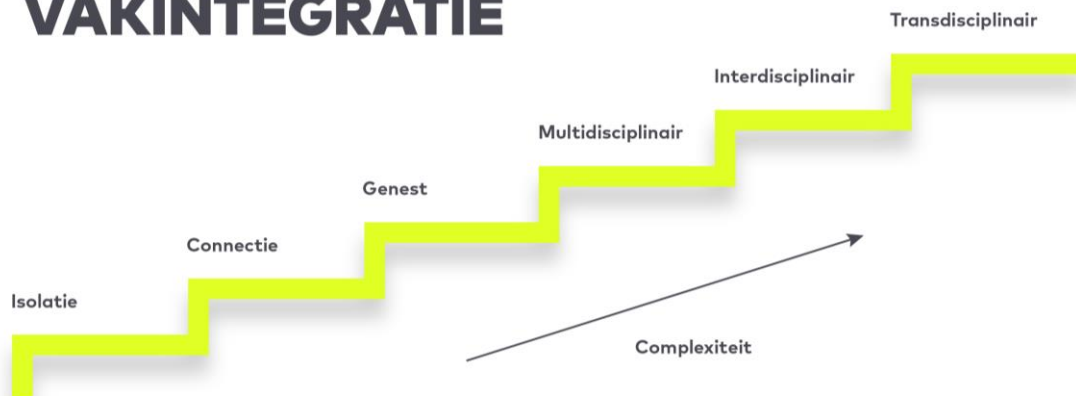 VAKINTEGRATIE
Transdisciplinair
Interdisciplinair
Multidisciplinair
Genest
Connectie
Isolatie
Complexiteit